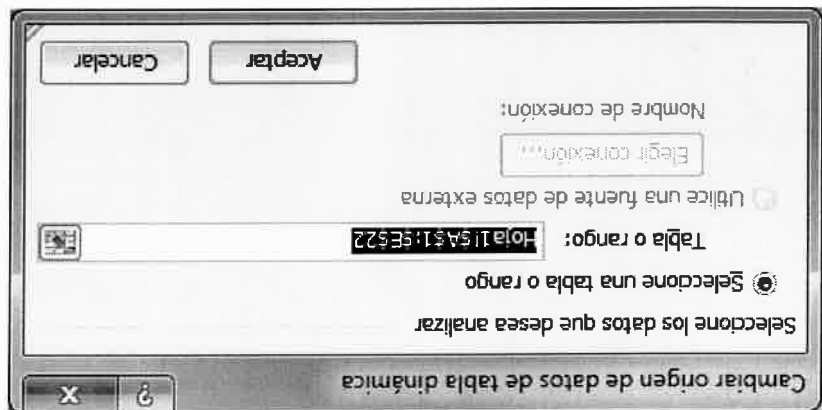 Cambiar origen de datos de tabla dinámica ? X
Seleccione los datos que desea analizar
Seleccione una tabla o rango
Tabla o rango: Hoja1!$A$1:$E$22
Utilice una fuente de datos externa
Elegir conexión...
Nombre de conexión:
Aceptar Cancelar